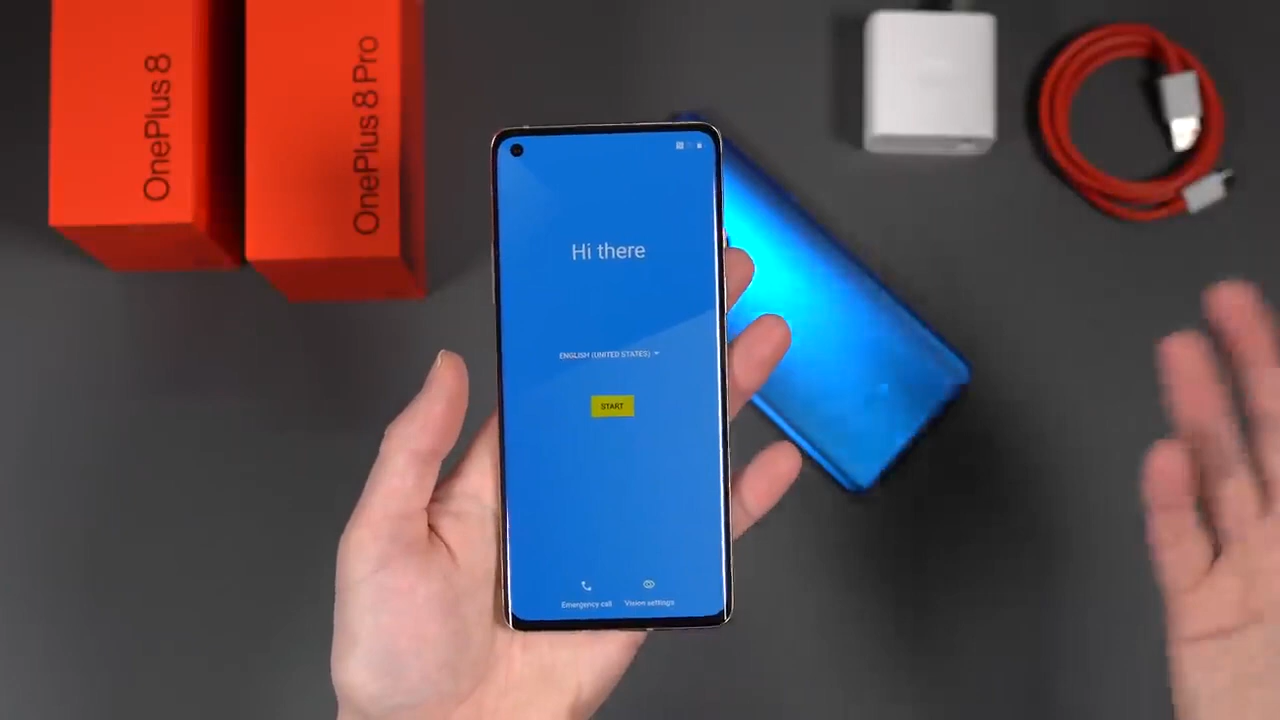 OnePlus 8
OnePlus 8 Pro
Hi there
ENGLISH (UNITED STATES)
START
Emergency call
Vision settings